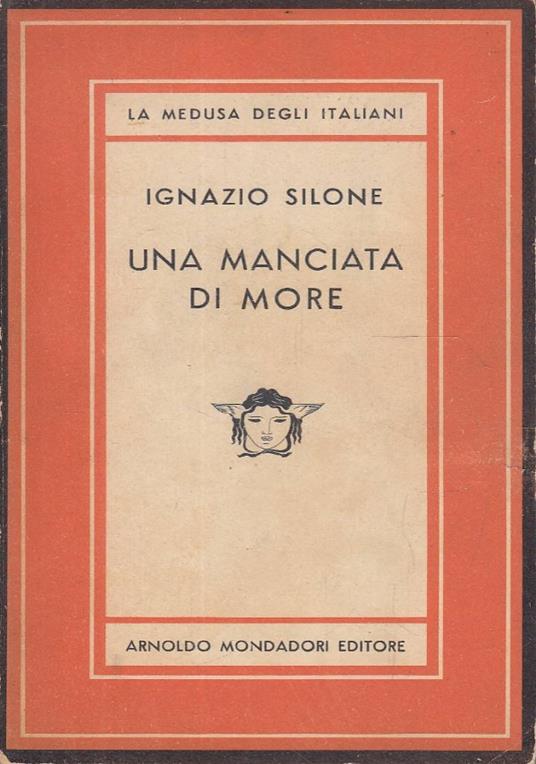 LA MEDUSA DEGLI ITALIANI
IGNAZIO SILONE
UNA MANCIATA
DI MORE
ARNOLDO MONDADORI EDITORE